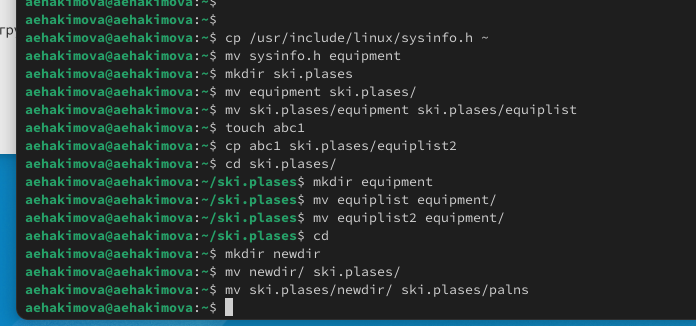 aehakimova@aehakimova:~$
aehakimova@aehakimova:~$
aehakimova@aehakimova:~$ cp /usr/include/linux/sysinfo.h ~
aehakimova@aehakimova:~$ mv sysinfo.h equipment
aehakimova@aehakimova:~$ mkdir ski.plases
aehakimova@aehakimova:~$ mv equipment ski.plases/
aehakimova@aehakimova:~$ mv ski.plases/equipment ski.plases/equiplist
aehakimova@aehakimova:~$ touch abc1
aehakimova@aehakimova:~$ cp abc1 ski.plases/equiplist2
aehakimova@aehakimova:~$ cd ski.plases/
aehakimova@aehakimova:~/ski.plases$ mkdir equipment
aehakimova@aehakimova:~/ski.plases$ mv equiplist equipment/
aehakimova@aehakimova:~/ski.plases$ mv equiplist2 equipment/
aehakimova@aehakimova:~/ski.plases$ cd
aehakimova@aehakimova:~$ mkdir newdir
aehakimova@aehakimova:~$ mv newdir/ ski.plases/
aehakimova@aehakimova:~$ mv ski.plases/newdir/ ski.plases/palns
aehakimova@aehakimova:~$